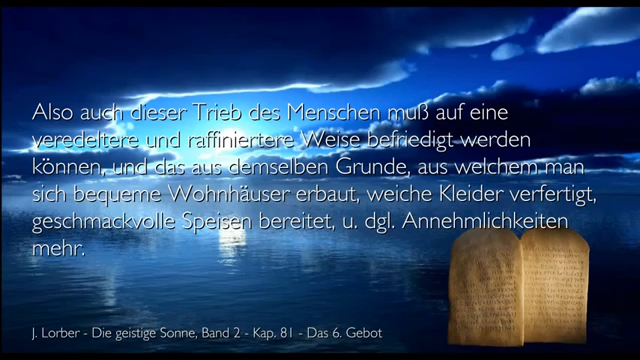 Also auch dieser Trieb des Menschen muß auf eine
veredeltere und raffiniertere Weise befriedigt werden
können, und das aus demselben Grunde, aus welchem man
sich bequeme Wohnhäuser erbaut, weiche Kleider verfertigt,
geschmackvolle Speisen bereitet, u. dgl. Annehmlichkeiten
mehr.
J. Lorber - Die geistige Sonne, Band 2 - Kap. 81 - Das 6. Gebot